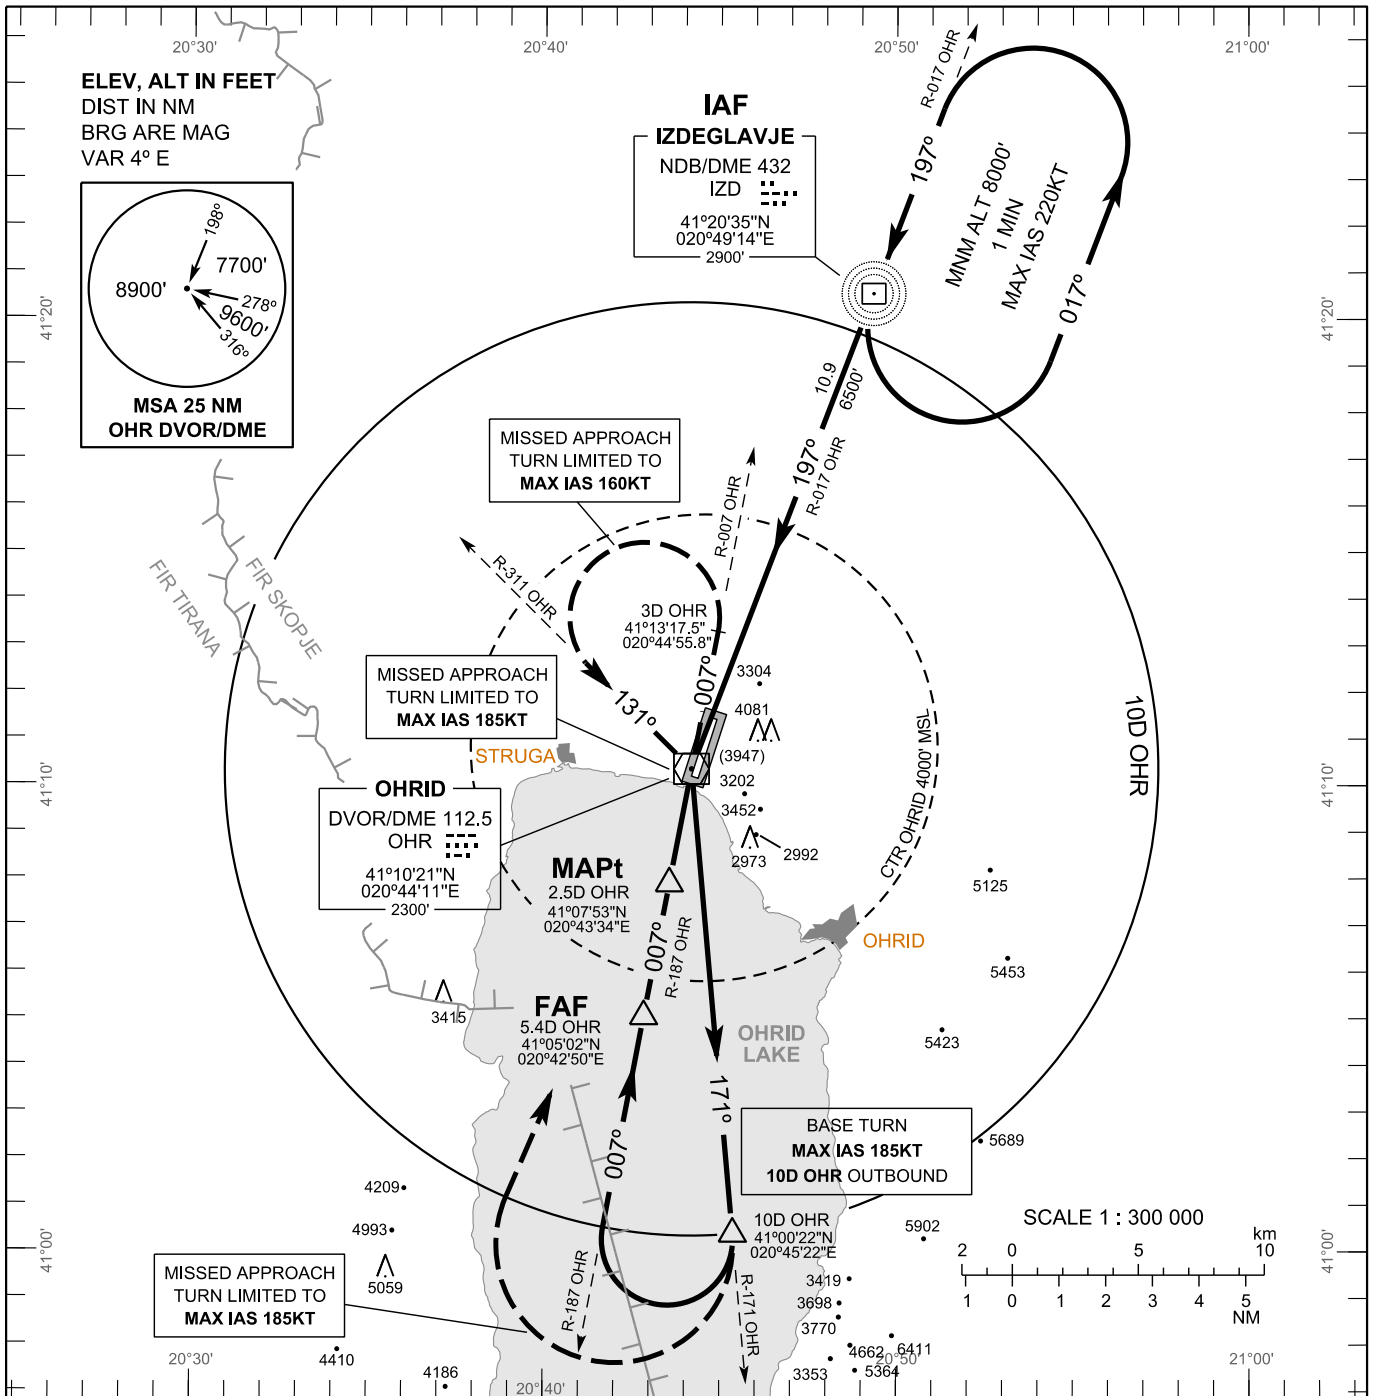 20°30'
20°40'
20°50'
21°00'
ELEV, ALT IN FEET
DIST IN NM
BRG ARE MAG
VAR 4° E
198°
7700'
8900'
278°
9600'
316°
MSA 25 NM
OHR DVOR/DME
IAF
IZDEGLAVJE
NDB/DME 432
IZD
41°20'35"N
020°49'14"E
2900'
R-017 OHR
197°
MNM ALT 8000'
1 MIN
MAX IAS 220KT
017°
41°20'
41°20'
10.9
6500'
197°
R-017 OHR
MISSED APPROACH
TURN LIMITED TO
MAX IAS 160KT
R-007 OHR
R-311 OHR
FIR SKOPJE
FIR TIRANA
3D OHR
41°13'17.5"
020°44'55.8"
007°
3304
4081
(3947)
3202
3452
2973
2992
MISSED APPROACH
TURN LIMITED TO
MAX IAS 185KT
131°
STRUGA
10D OHR
CTR OHRID 4000' MSL
41°10'
41°10'
OHRID
DVOR/DME 112.5
OHR
41°10'21"N
020°44'11"E
2300'
MAPt
2.5D OHR
41°07'53"N
020°43'34"E
007°
R-187 OHR
OHRID
5125
5453
5423
3415
FAF
5.4D OHR
41°05'02"N
020°42'50"E
OHRID
LAKE
171°
007°
BASE TURN
MAX IAS 185KT
10D OHR OUTBOUND
5689
4209
4993
5059
10D OHR
41°00'22"N
020°45'22"E
5902
SCALE 1 : 300 000
km
2 0 5 10
1 0 1 2 3 4 5
NM
41°00'
41°00'
MISSED APPROACH
TURN LIMITED TO
MAX IAS 185KT
R-187 OHR
R-171 OHR
3419
3698
3770
4662
6411
3353
5364
4410
4186
20°30'
20°40'
20°50'
21°00'